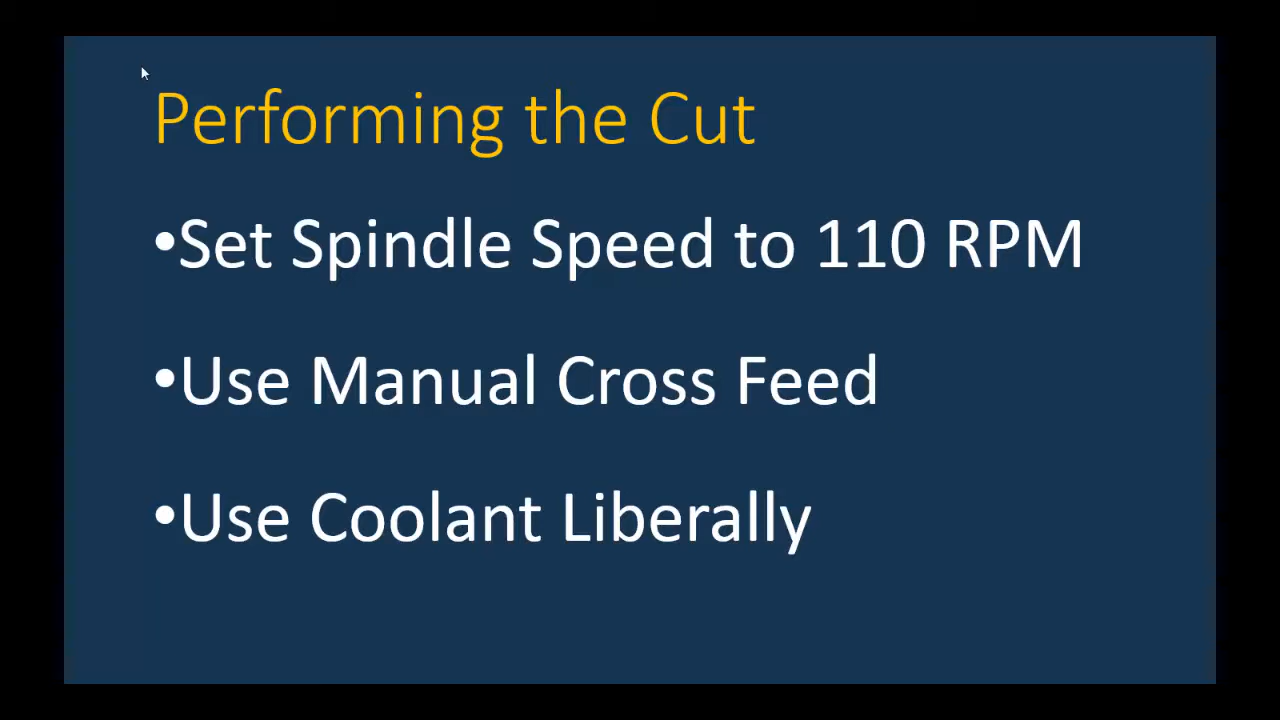 Performing the Cut
•Set Spindle Speed to 110 RPM
•Use Manual Cross Feed
•Use Coolant Liberally